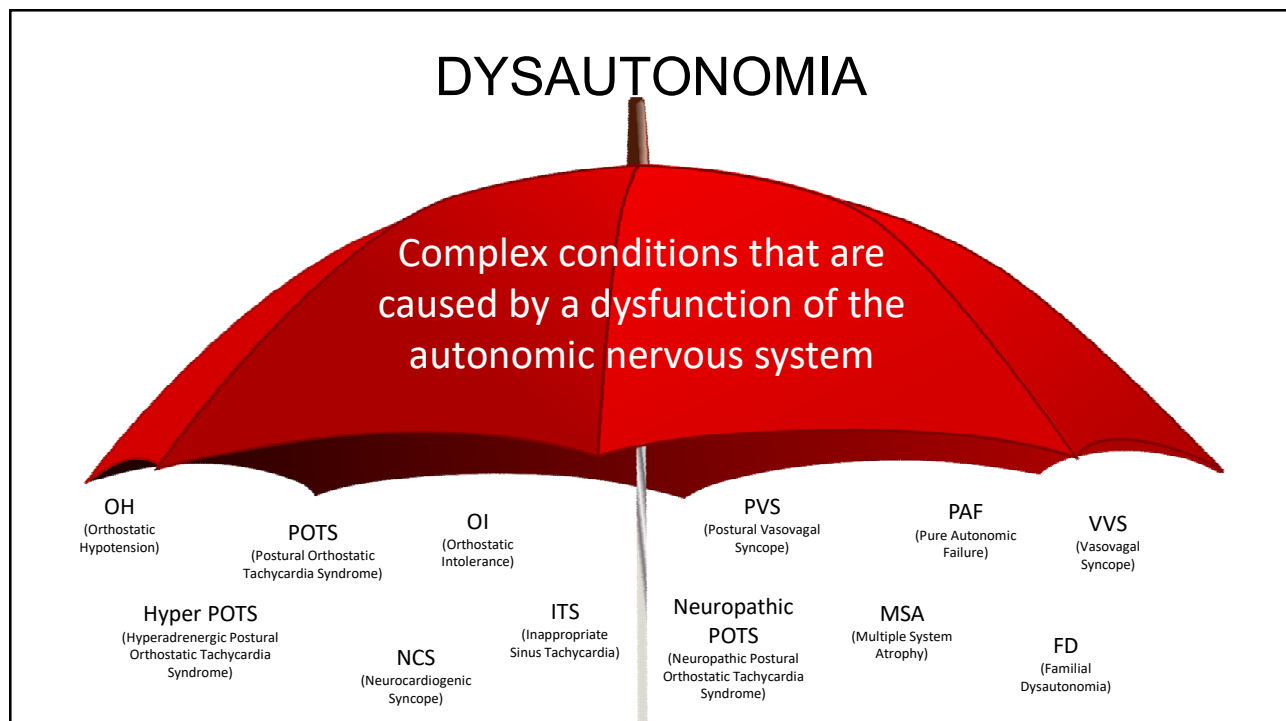 DYSAUTONOMIA
Complex conditions that are
caused by a dysfunction of the
autonomic nervous system
OH
(Orthostatic
Hypotension)
POTS
(Postural Orthostatic
Tachycardia Syndrome)
OI
(Orthostatic
Intolerance)
PVS
(Postural Vasovagal
Syncope)
PAF
(Pure Autonomic
Failure)
VVS
(Vasovagal
Syncope)
Hyper POTS
(Hyperadrenergic Postural
Orthostatic Tachycardia
Syndrome)
NCS
(Neurocardiogenic
Syncope)
ITS
(Inappropriate
Sinus Tachycardia)
Neuropathic
POTS
(Neuropathic Postural
Orthostatic Tachycardia
Syndrome)
MSA
(Multiple System
Atrophy)
FD
(Familial
Dysautonomia)